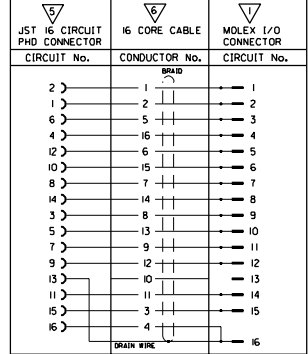 5 6 1
JST 16 CIRCUIT PHD CONNECTOR 16 CORE CABLE MOLEX I/O CONNECTOR
CIRCUIT No. CONDUCTOR No. CIRCUIT No.
BRAID
2 1 1
1 2 2
6 5 3
4 16 4
12 6 5
10 15 6
8 7 7
14 14 8
3 8 9
5 13 10
7 9 11
9 12 12
13 10 13
11 11 14
15 3 15
16 4
DRAIN WIRE 16